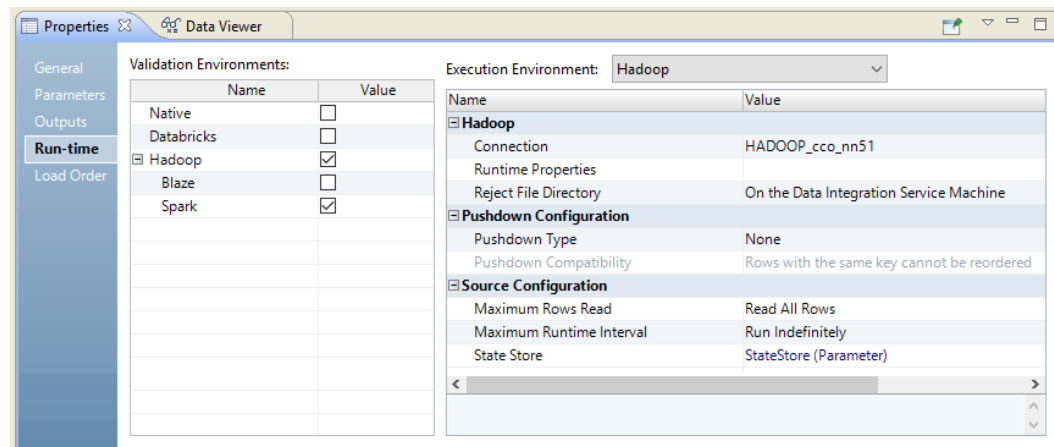 Properties
Data Viewer
General
Parameters
Outputs
Run-time
Load Order
Validation Environments:
Name Value
Native
Databricks
Hadoop
Blaze
Spark
Execution Environment: Hadoop
Name Value
Hadoop
Connection HADOOP_cco_nn51
Runtime Properties
Reject File Directory On the Data Integration Service Machine
Pushdown Configuration
Pushdown Type None
Pushdown Compatibility Rows with the same key cannot be reordered
Source Configuration
Maximum Rows Read Read All Rows
Maximum Runtime Interval Run Indefinitely
State Store StateStore (Parameter)